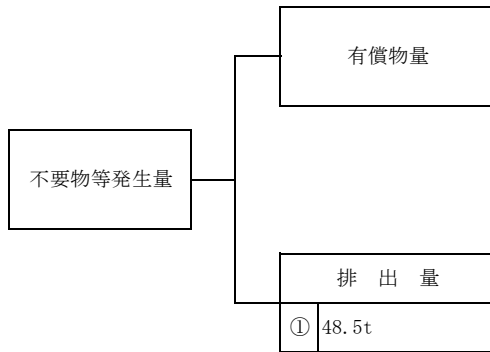 有償物量
不要物等発生量
排 出 量
① 48.5t